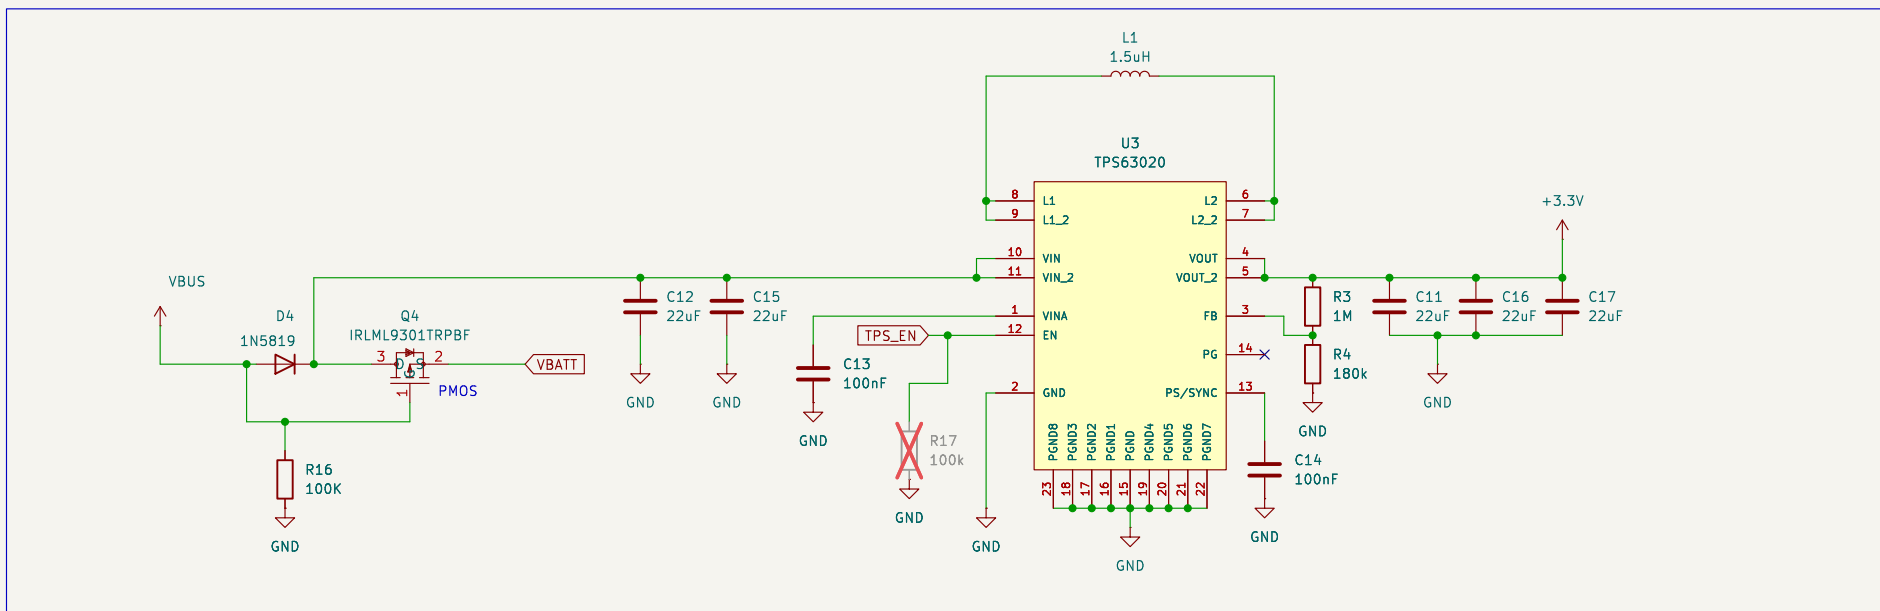 L1
1.5uH
U3
TPS63020
8
L1
L2
6
9
L1_2
L2_2
7
10
VIN
VOUT
4
11
VIN_2
VOUT_2
5
1
VINA
FB
3
12
EN
PG
14
2
GND
PS/SYNC
13
PGND8
PGND3
PGND2
PGND1
PGND
PGND4
PGND5
PGND6
PGND7
23
18
17
16
15
19
20
21
22
GND
VBUS
D4
1N5819
Q4
IRLML9301TRPBF
3
D
S
G
2
1
PMOS
VBATT
R16
100K
GND
C12
22uF
GND
C15
22uF
GND
C13
100nF
GND
TPS_EN
R17
100k
GND
GND
+3.3V
R3
1M
R4
180k
GND
C11
22uF
C16
22uF
C17
22uF
GND
C14
100nF
GND